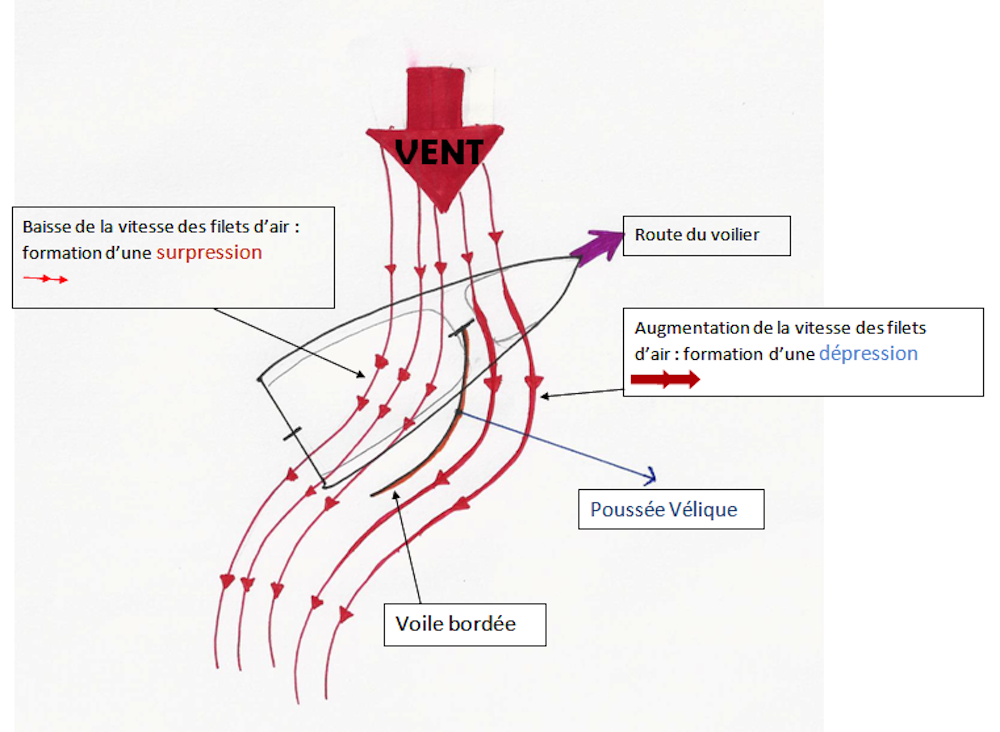 VENT
Baisse de la vitesse des filets d'air :
formation d'une surpression
Route du voilier
Augmentation de la vitesse des filets
d'air : formation d'une dépression
Poussée Vélique
Voile bordée